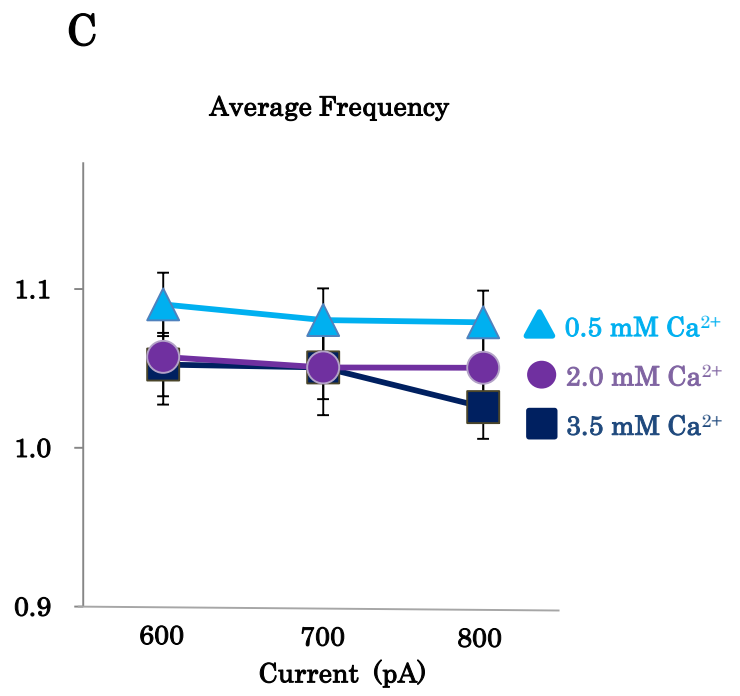 C
Average Frequency
1.1
1.0
0.9
0.5 mM Ca²⁺
2.0 mM Ca²⁺
3.5 mM Ca²⁺
600 700 800
Current (pA)